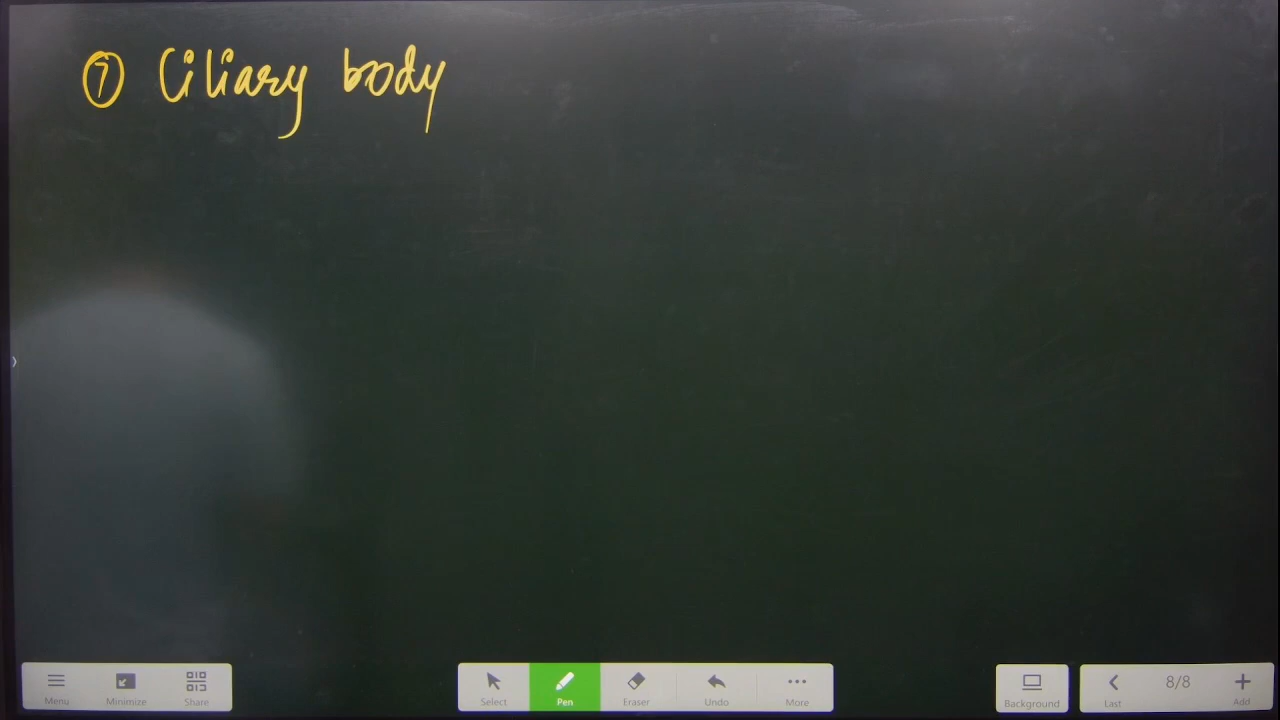 ⑦ Ciliary body
Menu Minimize Share Select Pen Eraser Undo More Background Last 8/8 Add